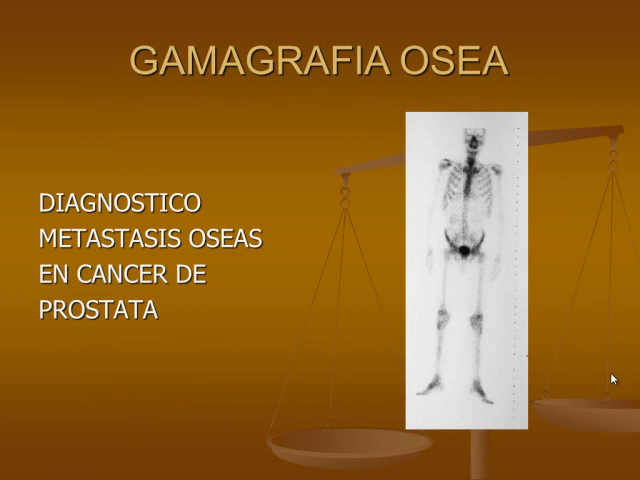 GAMAGRAFIA OSEA
DIAGNOSTICO
METASTASIS OSEAS
EN CANCER DE
PROSTATA